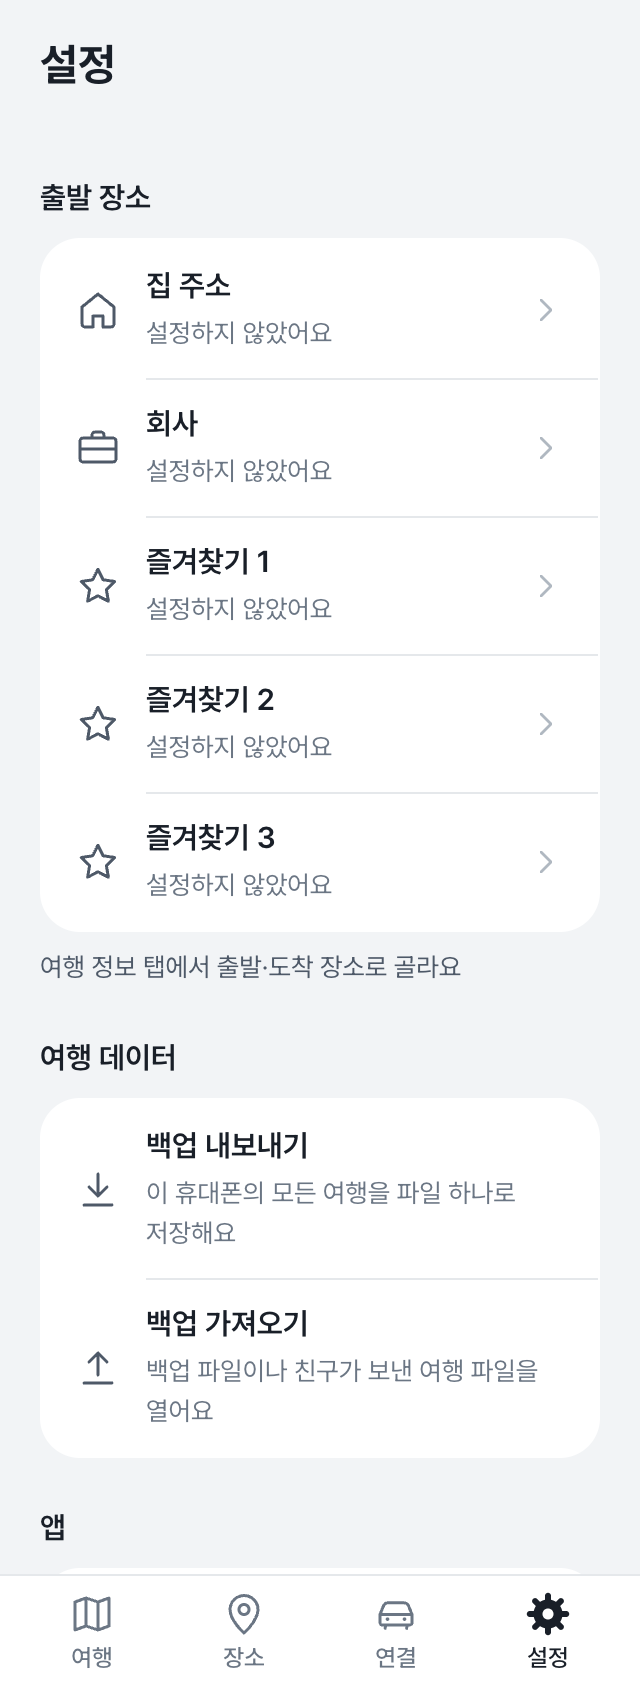 설정
출발 장소
집 주소
설정하지 않았어요
회사
설정하지 않았어요
즐겨찾기 1
설정하지 않았어요
즐겨찾기 2
설정하지 않았어요
즐겨찾기 3
설정하지 않았어요
여행 정보 탭에서 출발·도착 장소로 골라요
여행 데이터
백업 내보내기
이 휴대폰의 모든 여행을 파일 하나로
저장해요
백업 가져오기
백업 파일이나 친구가 보낸 여행 파일을
열어요
앱
여행
장소
연결
설정